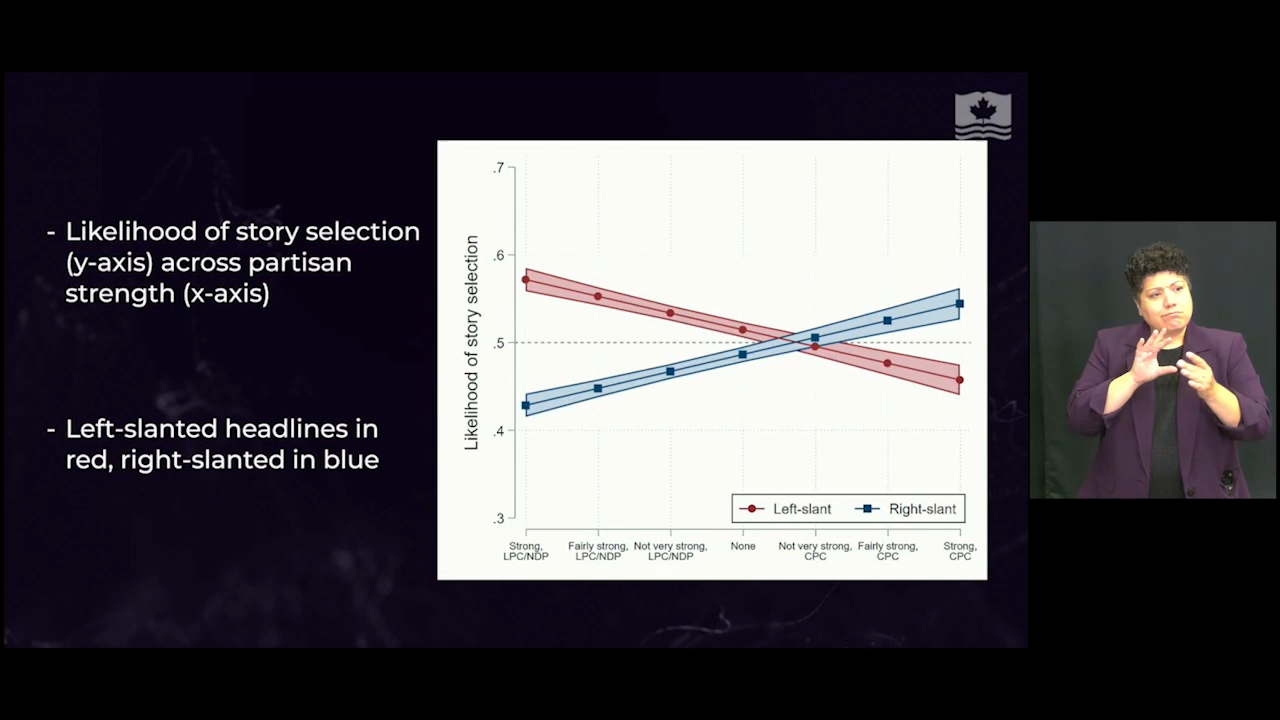 - Likelihood of story selection
(y-axis) across partisan
strength (x-axis)
- Left-slanted headlines in
red, right-slanted in blue
Likelihood of story selection
.7
.6
.5
.4
.3
Left-slant Right-slant
Strong, LPC/NDP
Fairly strong, LPC/NDP
Not very strong, LPC/NDP
None
Not very strong, CPC
Fairly strong, CPC
Strong, CPC